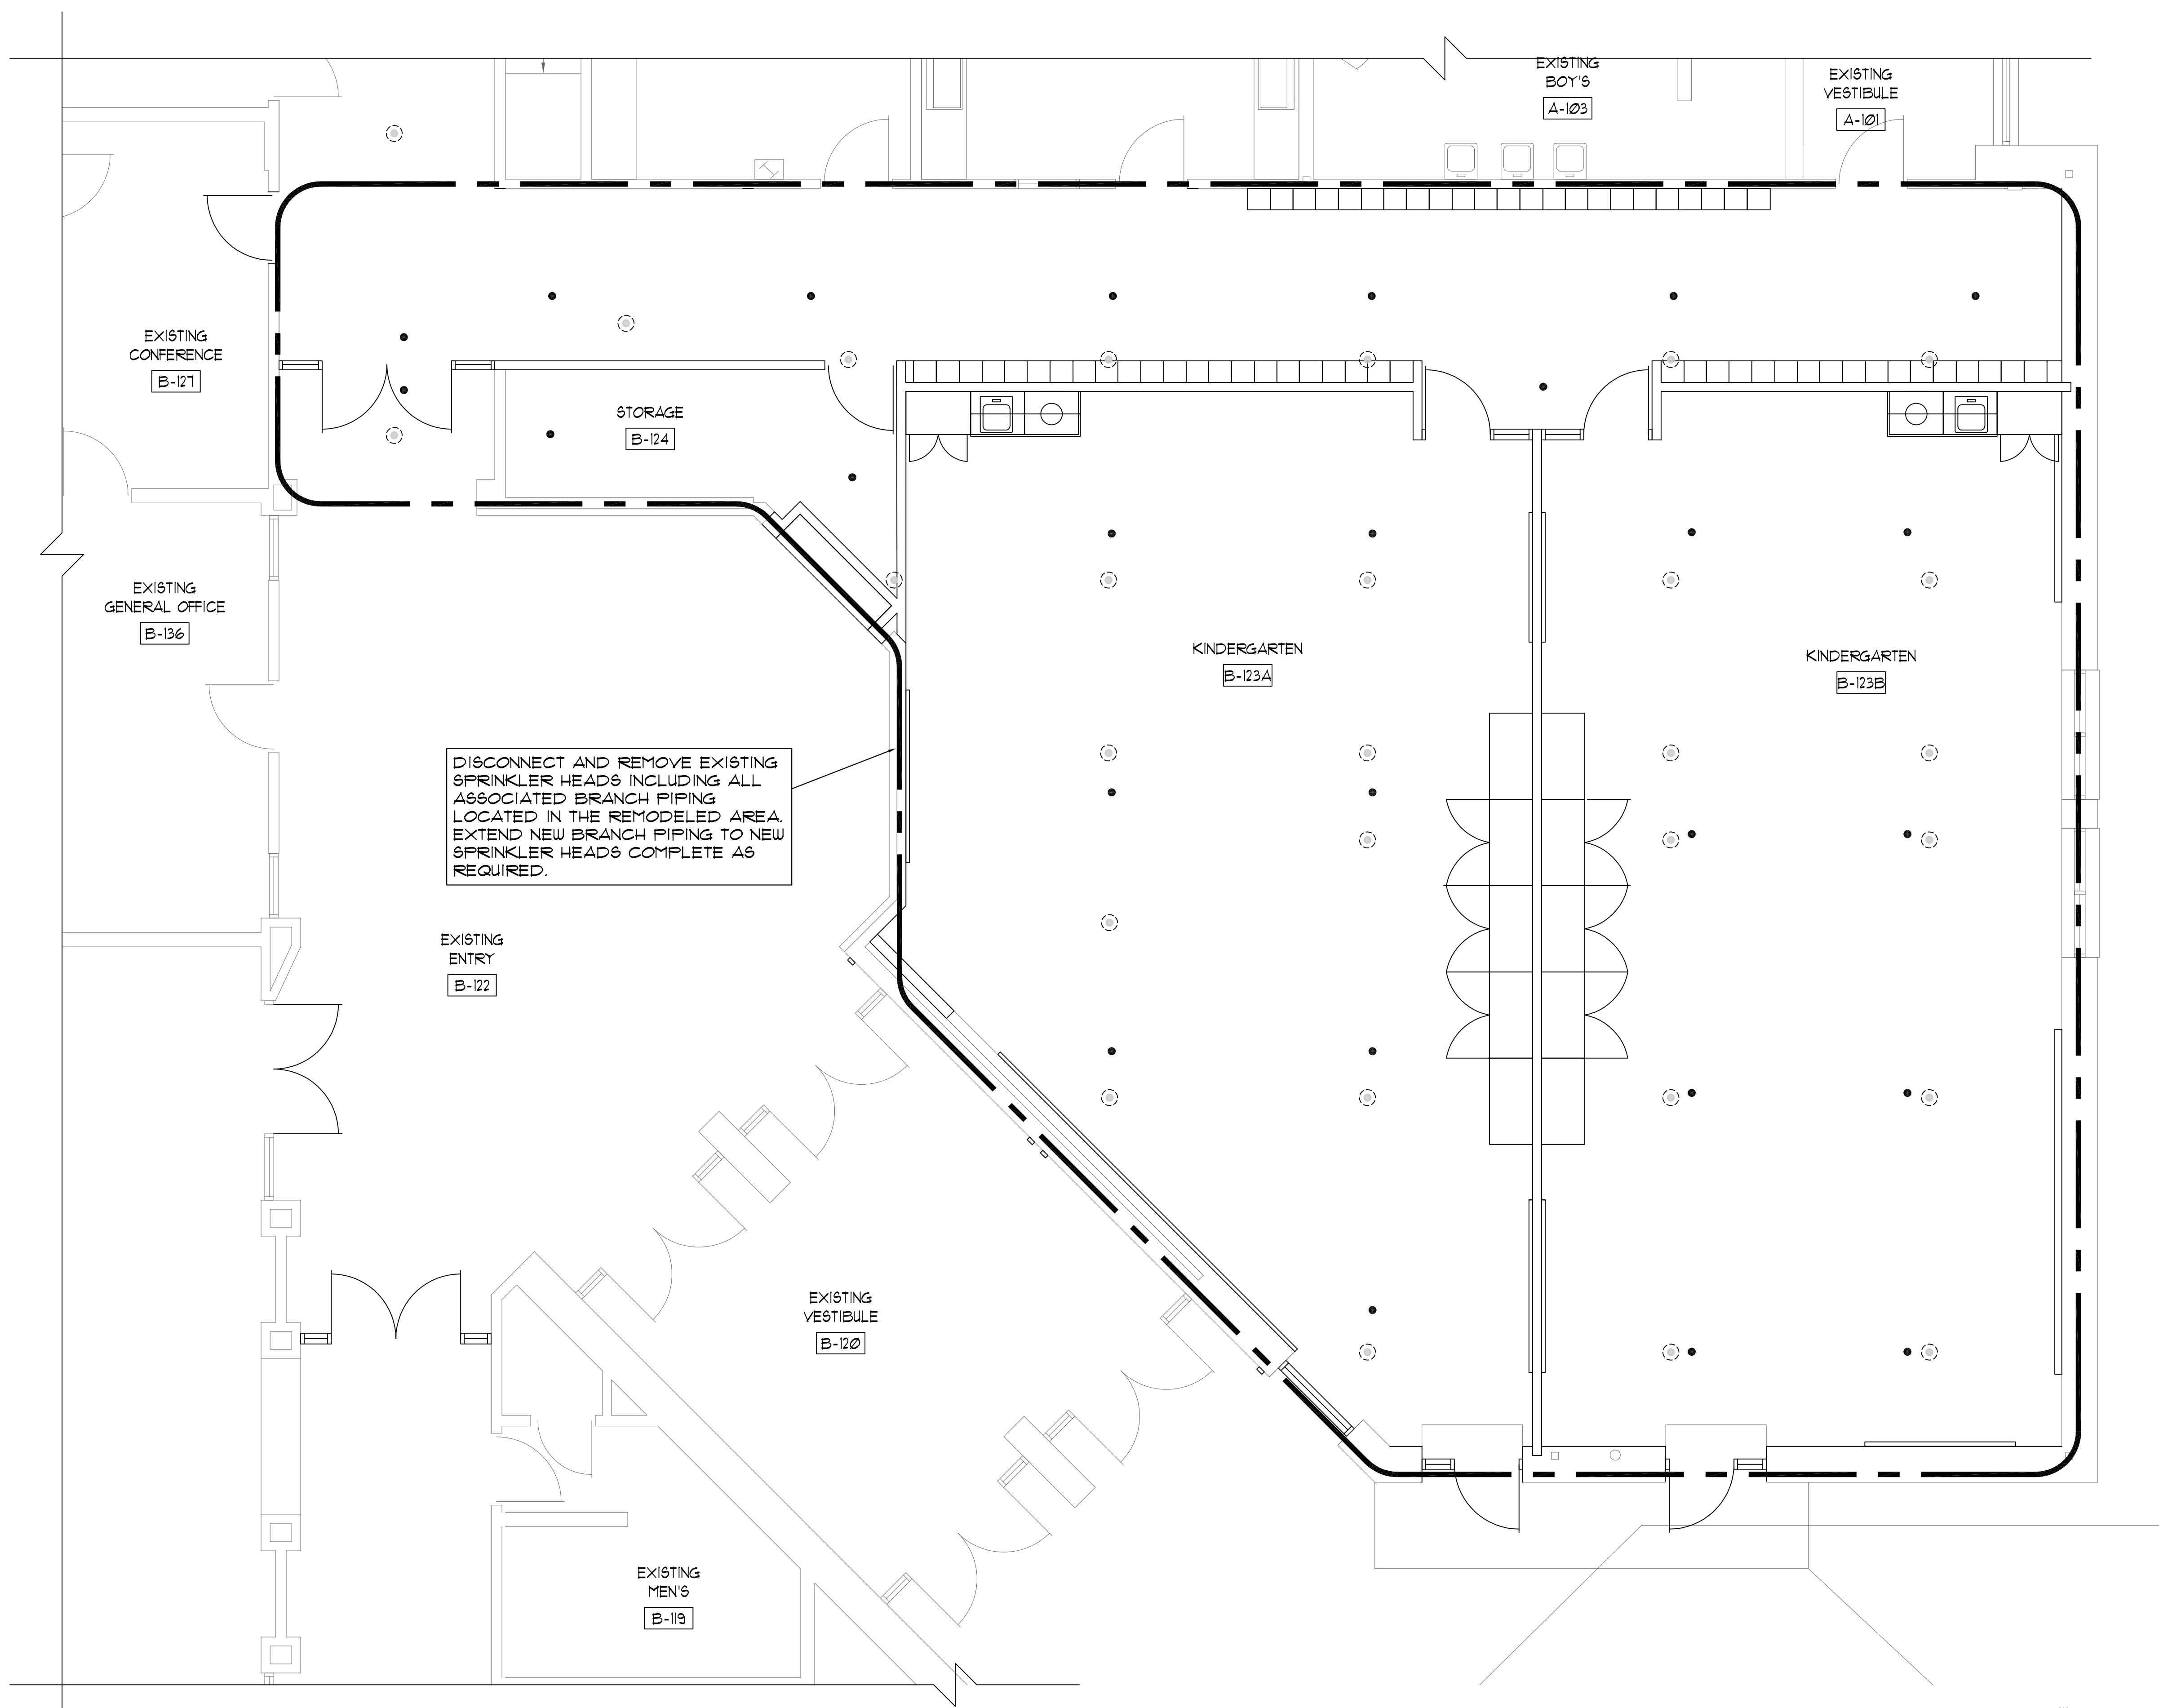 EXISTING
BOY'S
A-103
EXISTING
VESTIBULE
A-101
EXISTING
CONFERENCE
B-127
STORAGE
B-124
EXISTING
GENERAL OFFICE
B-136
KINDERGARTEN
B-123A
KINDERGARTEN
B-123B
DISCONNECT AND REMOVE EXISTING
SPRINKLER HEADS INCLUDING ALL
ASSOCIATED BRANCH PIPING
LOCATED IN THE REMODELED AREA.
EXTEND NEW BRANCH PIPING TO NEW
SPRINKLER HEADS COMPLETE AS
REQUIRED.
EXISTING
ENTRY
B-122
EXISTING
VESTIBULE
B-120
EXISTING
MEN'S
B-119